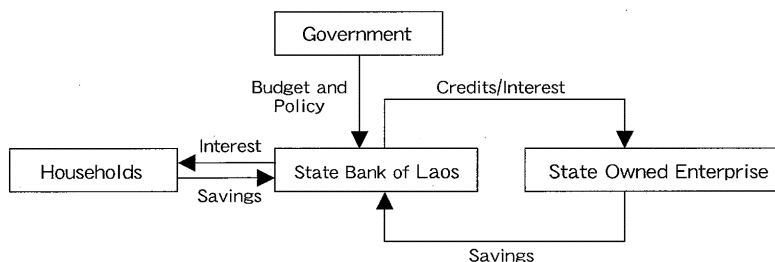 Government
Budget and
Policy
Credits/Interest
Interest
Households
State Bank of Laos
State Owned Enterprise
Savings
Savings